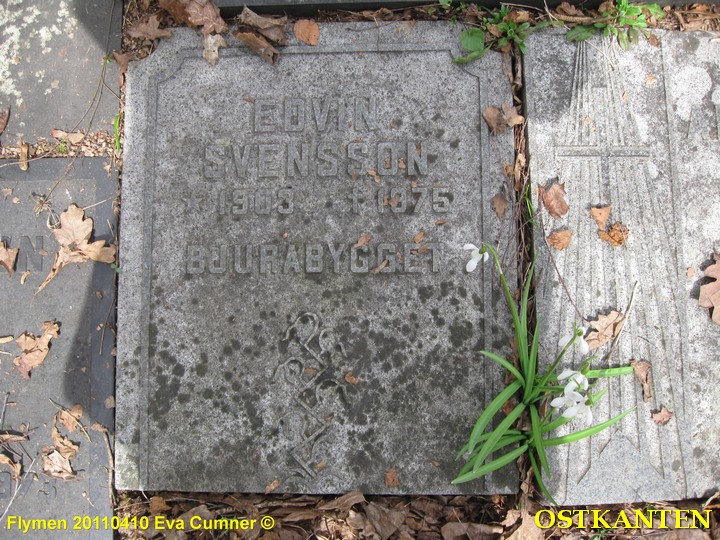 EDVIN
SVENSSON
1903 † 1975
BJURABYGGET
Flymen 20110410 Eva Cumner ©
OSTKANTEN